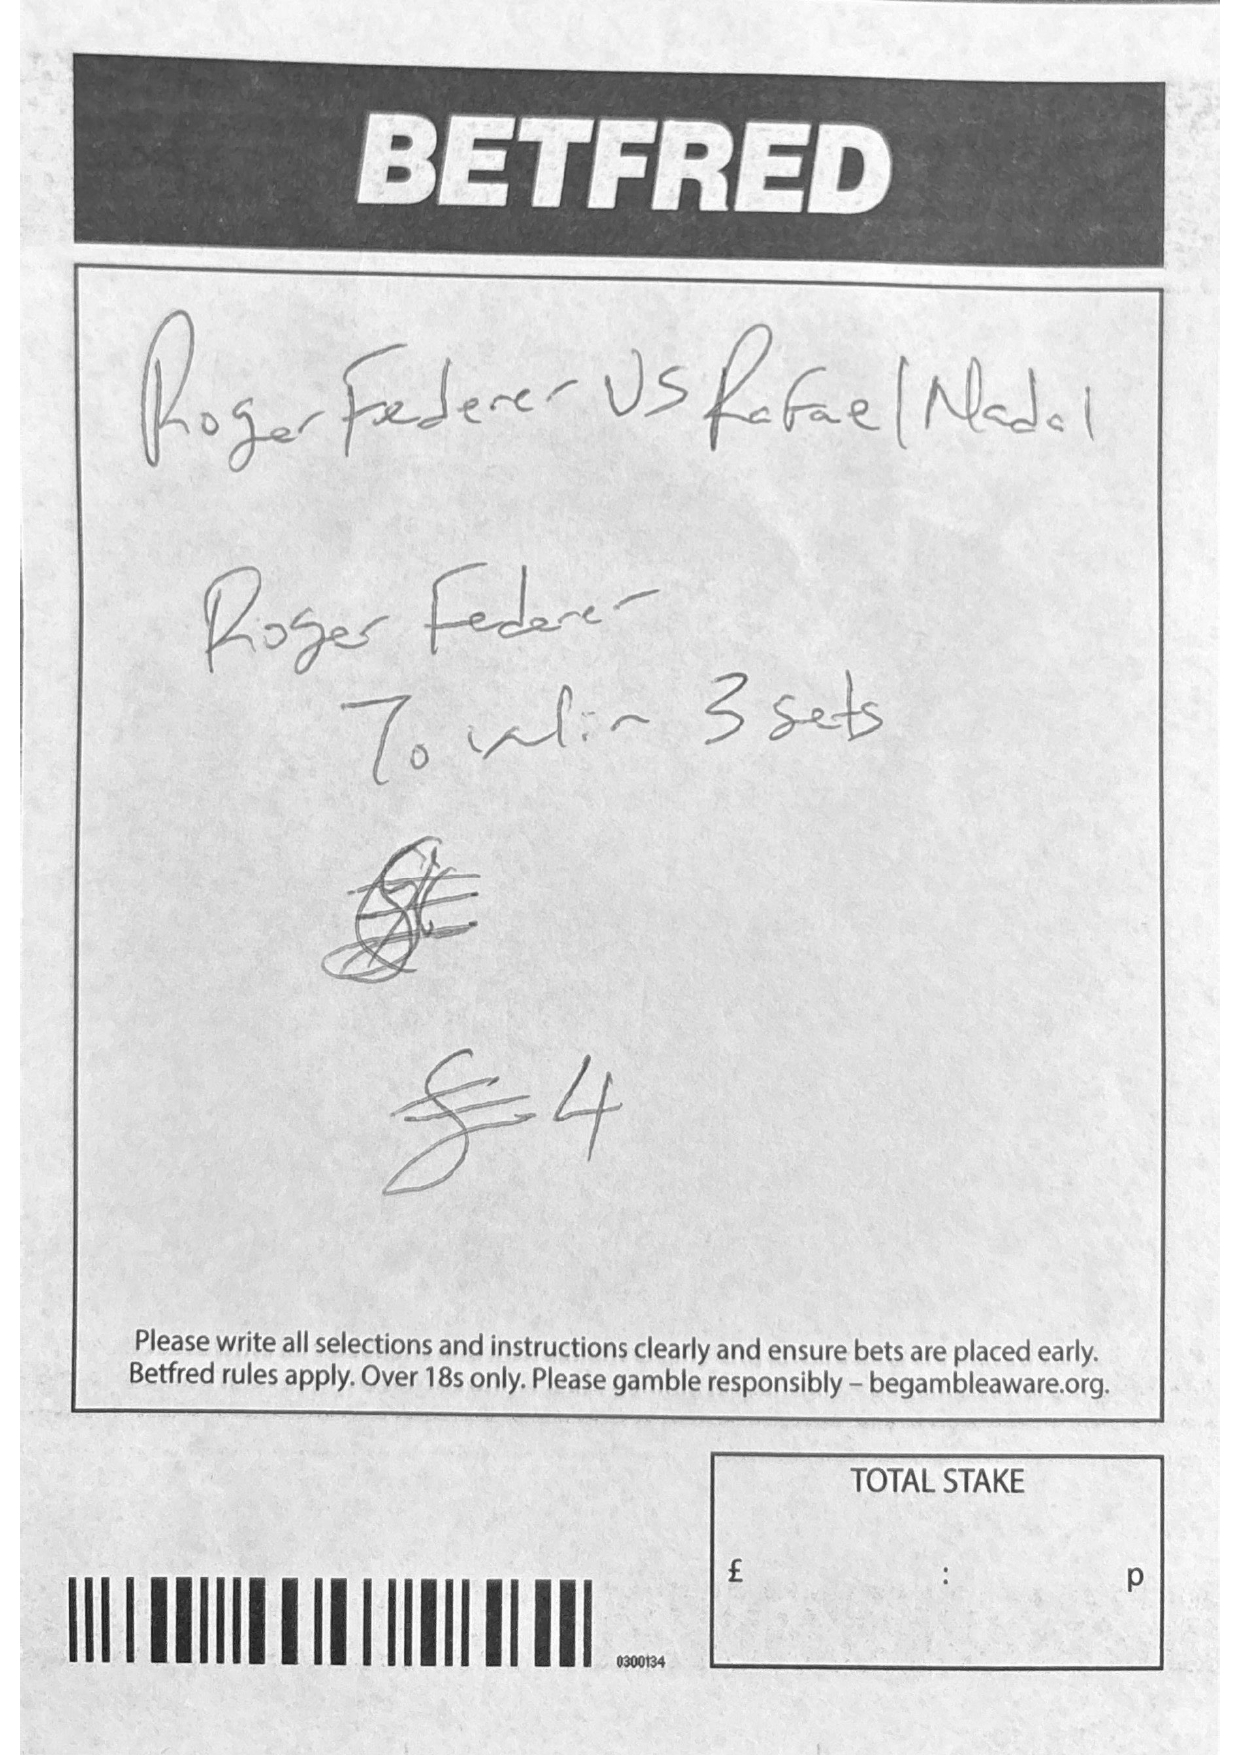 BETFRED
Roger Federer VS Rafael Nadal
Roger Federer
To win 3 sets
£4
Please write all selections and instructions clearly and ensure bets are placed early.
Betfred rules apply. Over 18s only. Please gamble responsibly – begambleaware.org.
TOTAL STAKE
£ : p
0300134